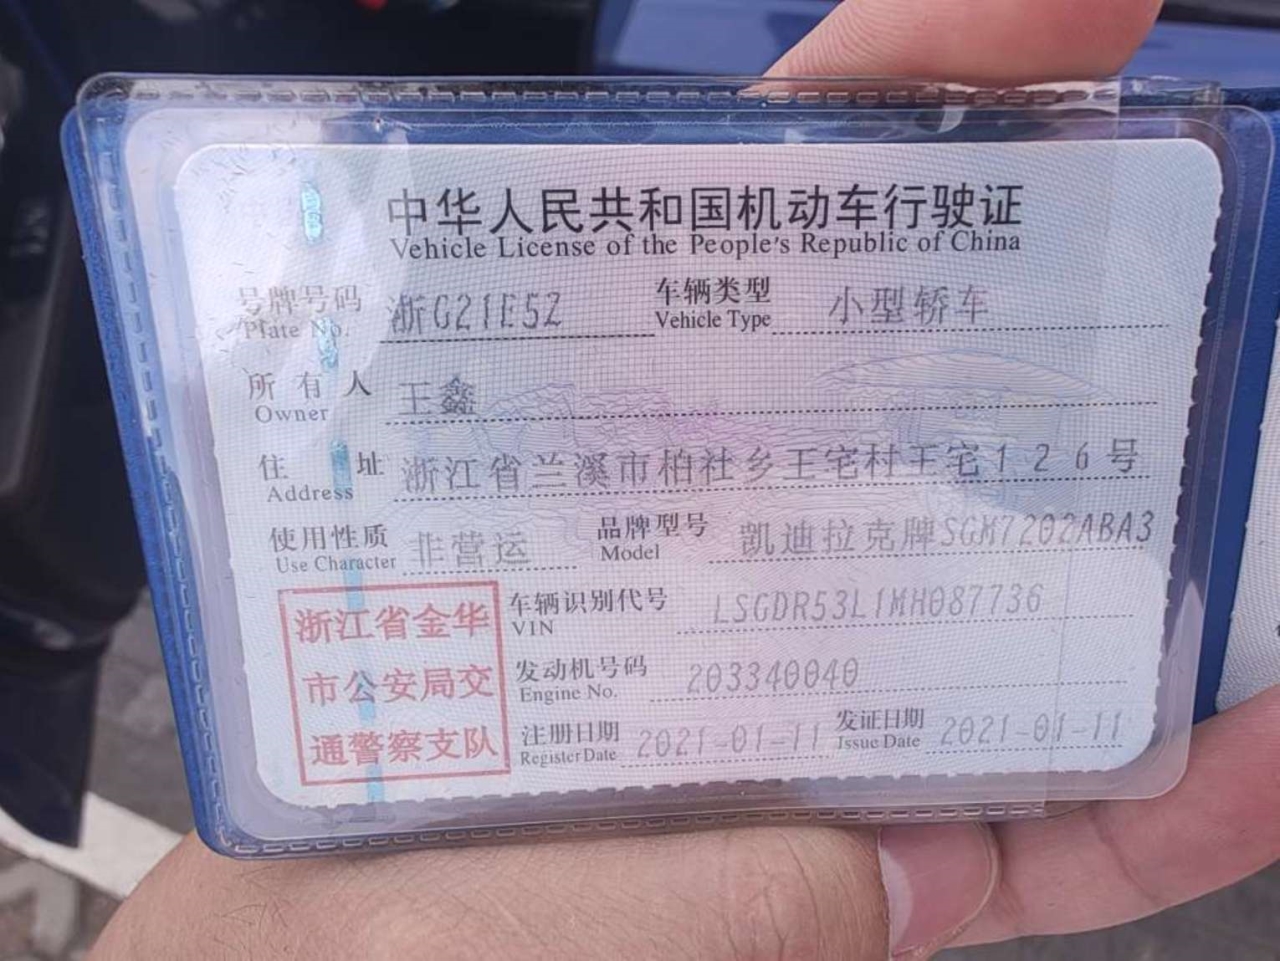 中华人民共和国机动车行驶证
Vehicle License of the People's Republic of China
号牌号码 浙G21E5Z 车辆类型 小型轿车
Plate No. Vehicle Type
所有人 王鑫
Owner
住址 浙江省兰溪市柏社乡王宅村王宅126号
Address
使用性质 非营运 品牌型号 凯迪拉克牌SGM7202ABA3
Use Character Model
浙江省金华
市公安局交
通警察支队
车辆识别代号 LSGDR53L1MH087736
VIN
发动机号码 203340040
Engine No.
注册日期 2021-01-11 发证日期 2021-01-11
Register Date Issue Date